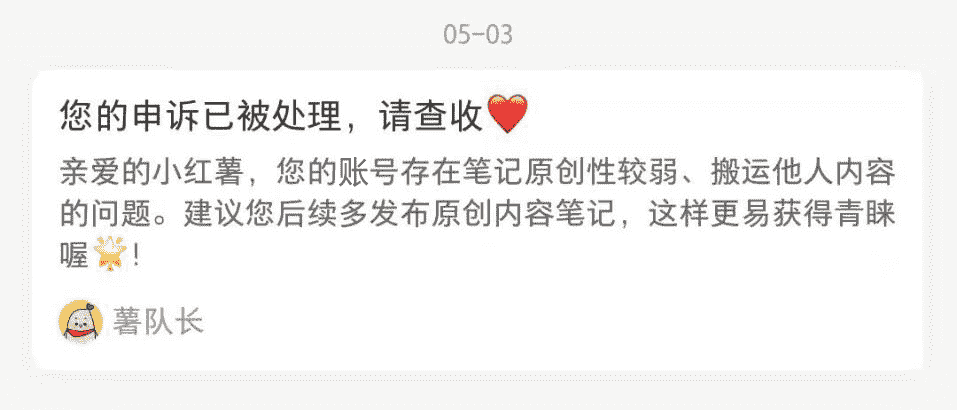 05-03
您的申诉已被处理，请查收❤️
亲爱的小红薯，您的账号存在笔记原创性较弱、搬运他人内容
的问题。建议您后续多发布原创内容笔记，这样更易获得青睐
喔🌟！
薯队长